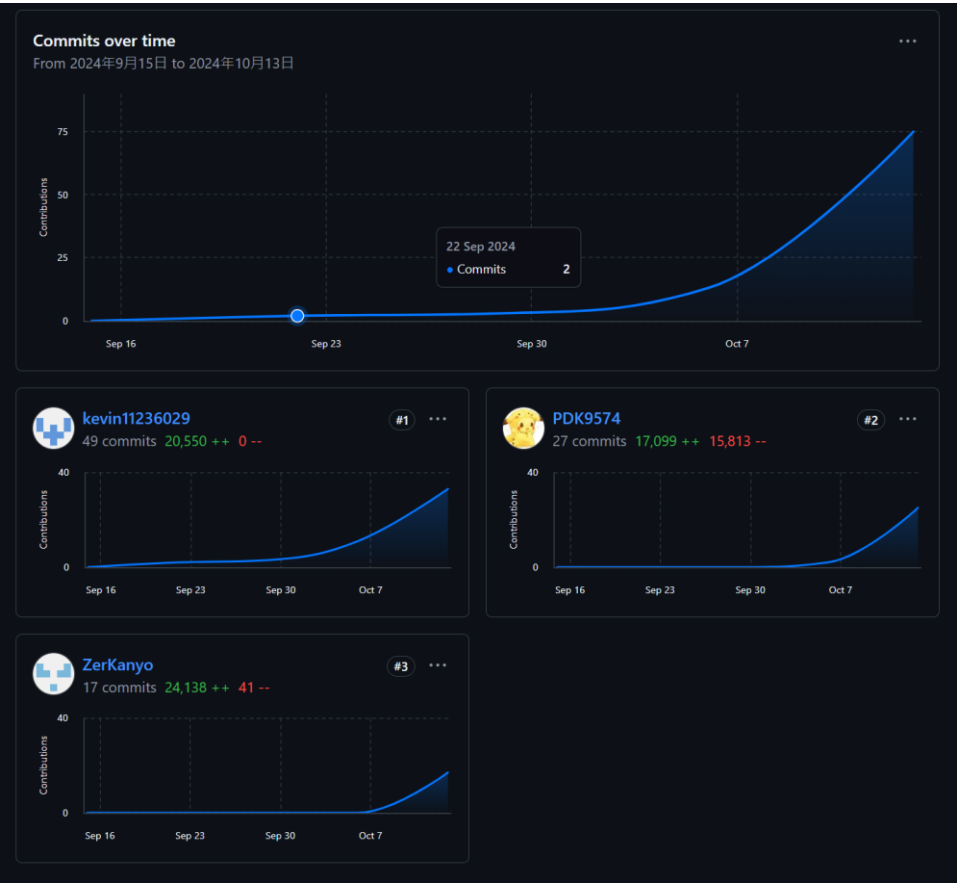 Commits over time
From 2024年9月15日 to 2024年10月13日
75
50
25
0
Contributions
22 Sep 2024
Commits 2
Sep 16 Sep 23 Sep 30 Oct 7
kevin11236029 #1
49 commits 20,550 ++ 0 --
40
0
Contributions
Sep 16 Sep 23 Sep 30 Oct 7
PDK9574 #2
27 commits 17,099 ++ 15,813 --
40
0
Contributions
Sep 16 Sep 23 Sep 30 Oct 7
ZerKanyo #3
17 commits 24,138 ++ 41 --
40
0
Contributions
Sep 16 Sep 23 Sep 30 Oct 7